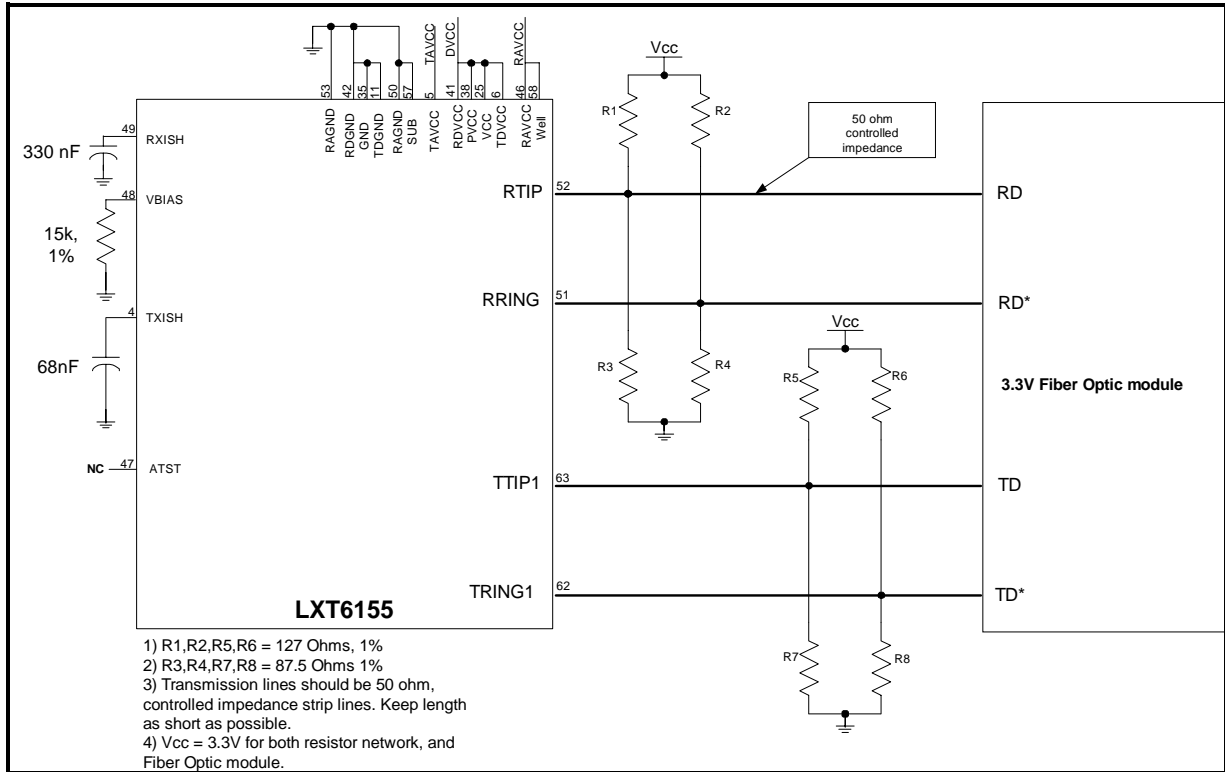 TAVCC
DVCC
RAVCC
Vcc
53
42
35
11
50
57
5
41
38
25
6
46
58
RAGND
RDGND
GND
TDGND
RAGND
SUB
TAVCC
RDVCC
PVCC
VCC
TDVCC
RAVCC
Well
R1
R2
50 ohm
controlled
impedance
49
RXISH
330 nF
48
VBIAS
15k,
1%
4
TXISH
68nF
NC
47
ATST
RTIP
52
RD
RRING
51
RD*
Vcc
R3
R4
R5
R6
3.3V Fiber Optic module
TTIP1
63
TD
TRING1
62
TD*
R7
R8
LXT6155
1) R1,R2,R5,R6 = 127 Ohms, 1%
2) R3,R4,R7,R8 = 87.5 Ohms 1%
3) Transmission lines should be 50 ohm,
controlled impedance strip lines. Keep length
as short as possible.
4) Vcc = 3.3V for both resistor network, and
Fiber Optic module.